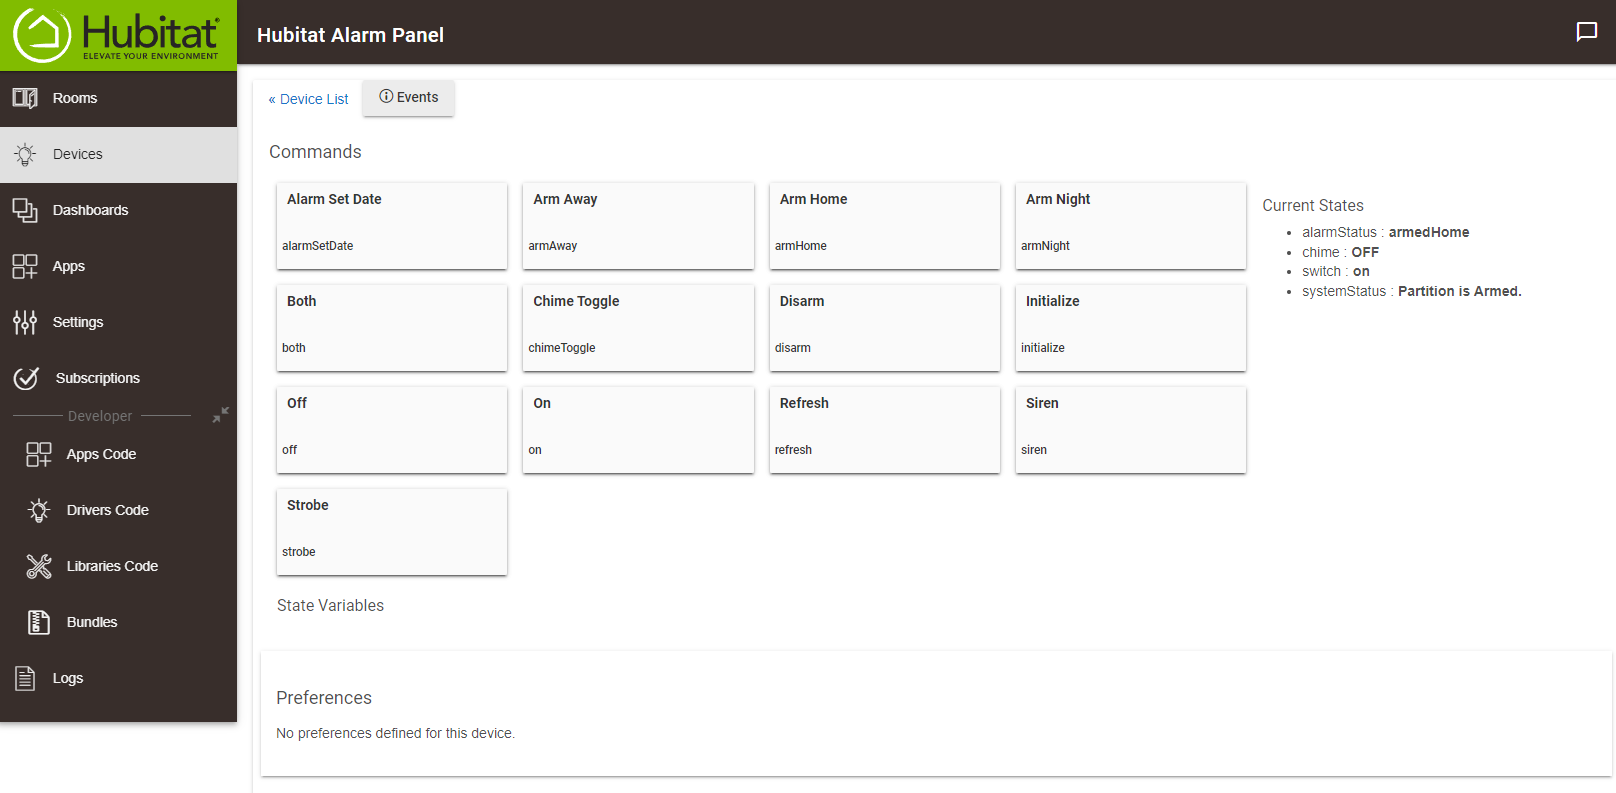 Hubitat®
ELEVATE YOUR ENVIRONMENT
Hubitat Alarm Panel
Rooms
Devices
Dashboards
Apps
Settings
Subscriptions
Developer
Apps Code
Drivers Code
Libraries Code
Bundles
Logs
« Device List
Events
Commands
Alarm Set Date
alarmSetDate
Arm Away
armAway
Arm Home
armHome
Arm Night
armNight
Both
both
Chime Toggle
chimeToggle
Disarm
disarm
Initialize
initialize
Off
off
On
on
Refresh
refresh
Siren
siren
Strobe
strobe
Current States
alarmStatus : armedHome
chime : OFF
switch : on
systemStatus : Partition is Armed.
State Variables
Preferences
No preferences defined for this device.